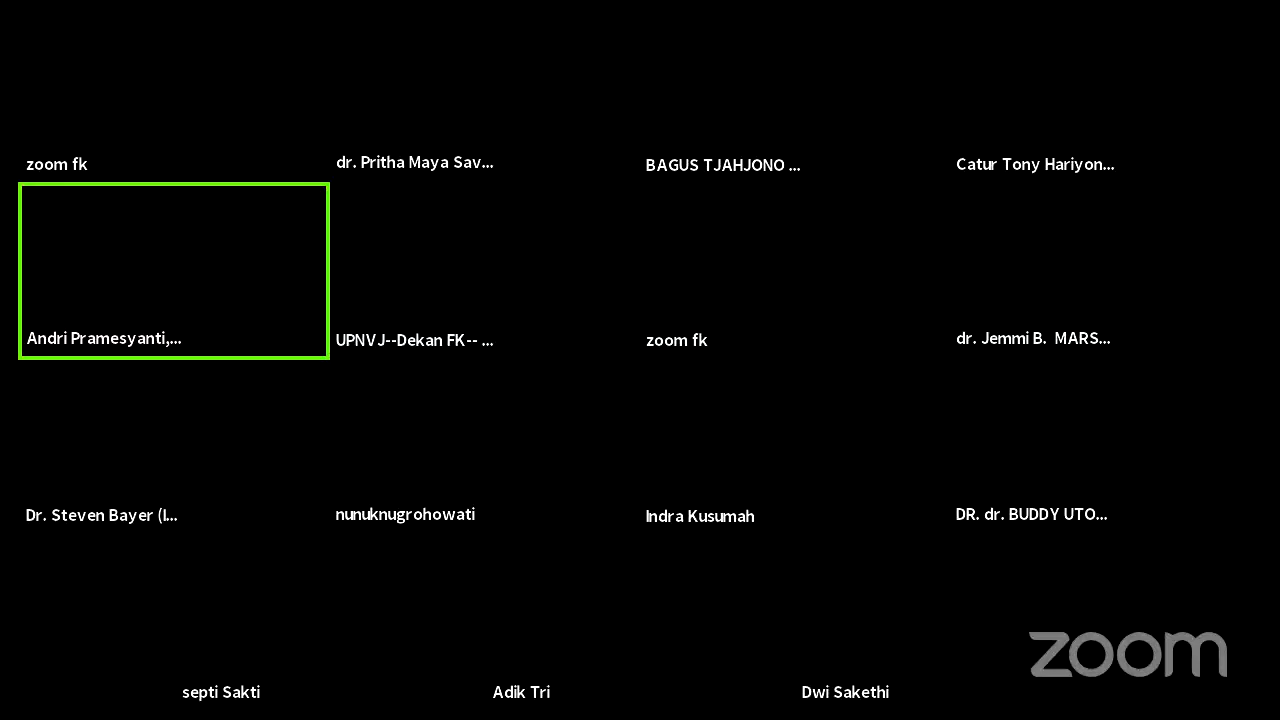 zoom fk
dr. Pritha Maya Sav...
BAGUS TJAHJONO ...
Catur Tony Hariyon...
Andri Pramesyanti,...
UPNVJ--Dekan FK-- ...
zoom fk
dr. Jemmi B.  MARS...
Dr. Steven Bayer (I...
nunuknugrohowati
Indra Kusumah
DR. dr. BUDDY UTO...
septi Sakti
Adik Tri
Dwi Sakethi
zoom